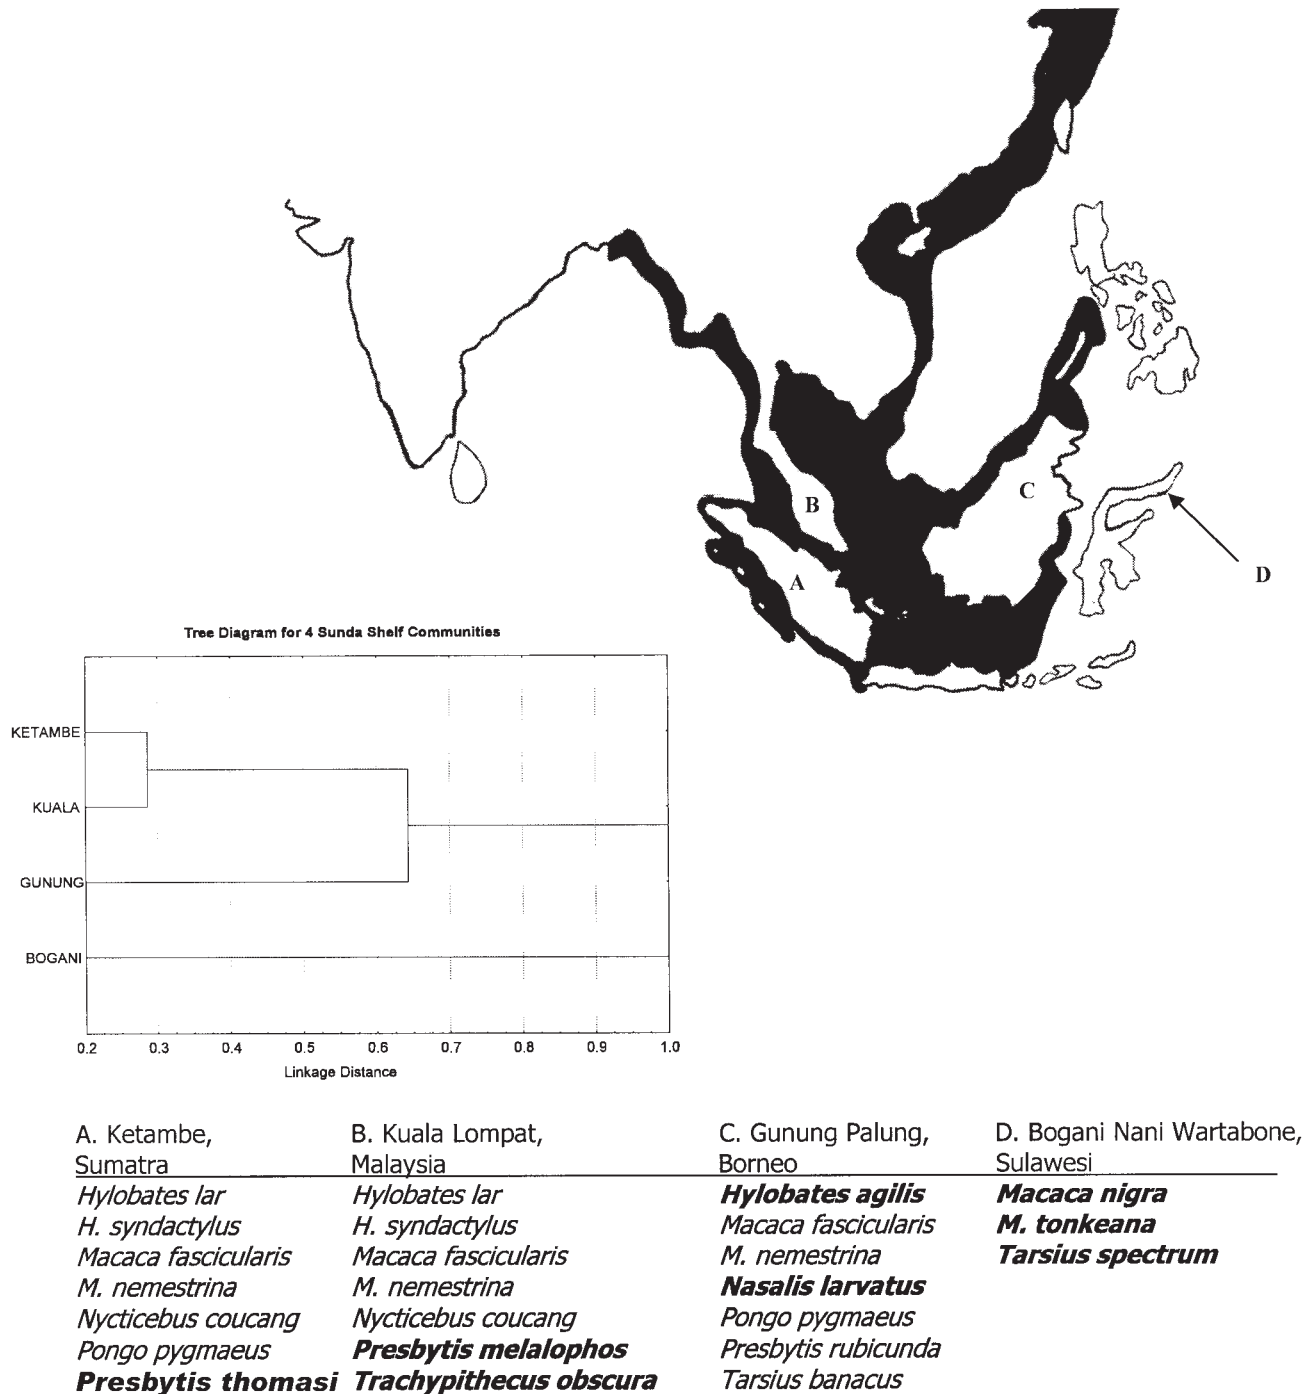 B
C
A
D
Tree Diagram for 4 Sunda Shelf Communities
KETAMBE
KUALA
GUNUNG
BOGANI
0.2 0.3 0.4 0.5 0.6 0.7 0.8 0.9 1.0
Linkage Distance
A. Ketambe, B. Kuala Lompat, C. Gunung Palung, D. Bogani Nani Wartabone,
Sumatra Malaysia Borneo Sulawesi
Hylobates lar Hylobates lar Hylobates agilis Macaca nigra
H. syndactylus H. syndactylus Macaca fascicularis M. tonkeana
Macaca fascicularis Macaca fascicularis M. nemestrina Tarsius spectrum
M. nemestrina M. nemestrina Nasalis larvatus
Nycticebus coucang Nycticebus coucang Pongo pygmaeus
Pongo pygmaeus Presbytis melalophos Presbytis rubicunda
Presbytis thomasi Trachypithecus obscura Tarsius banacus